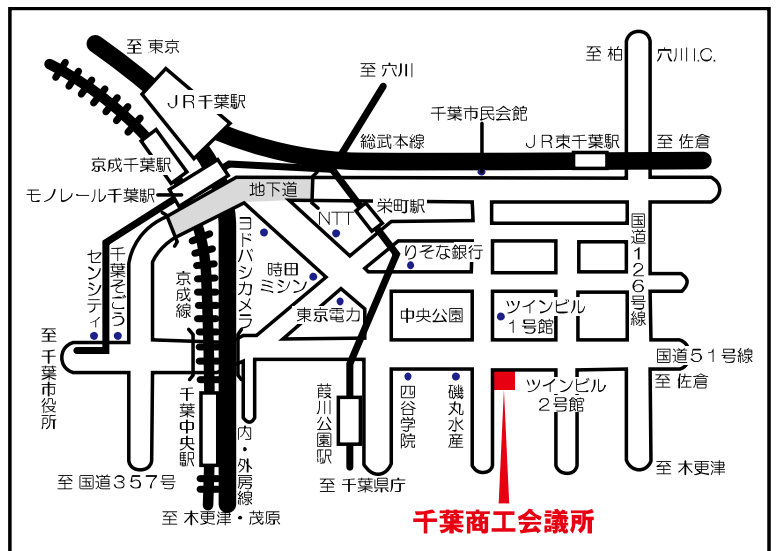 至 東京
至 穴川
至 柏
穴川 I.C.
JR千葉駅
千葉市民会館
総武本線
JR東千葉駅
至 佐倉
京成千葉駅
モノレール千葉駅
地下道
栄町駅
NTT
りそな銀行
国道126号線
ヨドバシカメラ
千葉そごう
センシティ
京成線
時田
ミシン
東京電力
中央公園
ツインビル
1号館
至 千葉市役所
国道51号線
至 佐倉
ツインビル
2号館
千葉中央駅
葭川公園駅
四谷学院
磯丸水産
内・外房線
至 国道357号
至 千葉県庁
至 木更津
至 木更津・茂原
千葉商工会議所